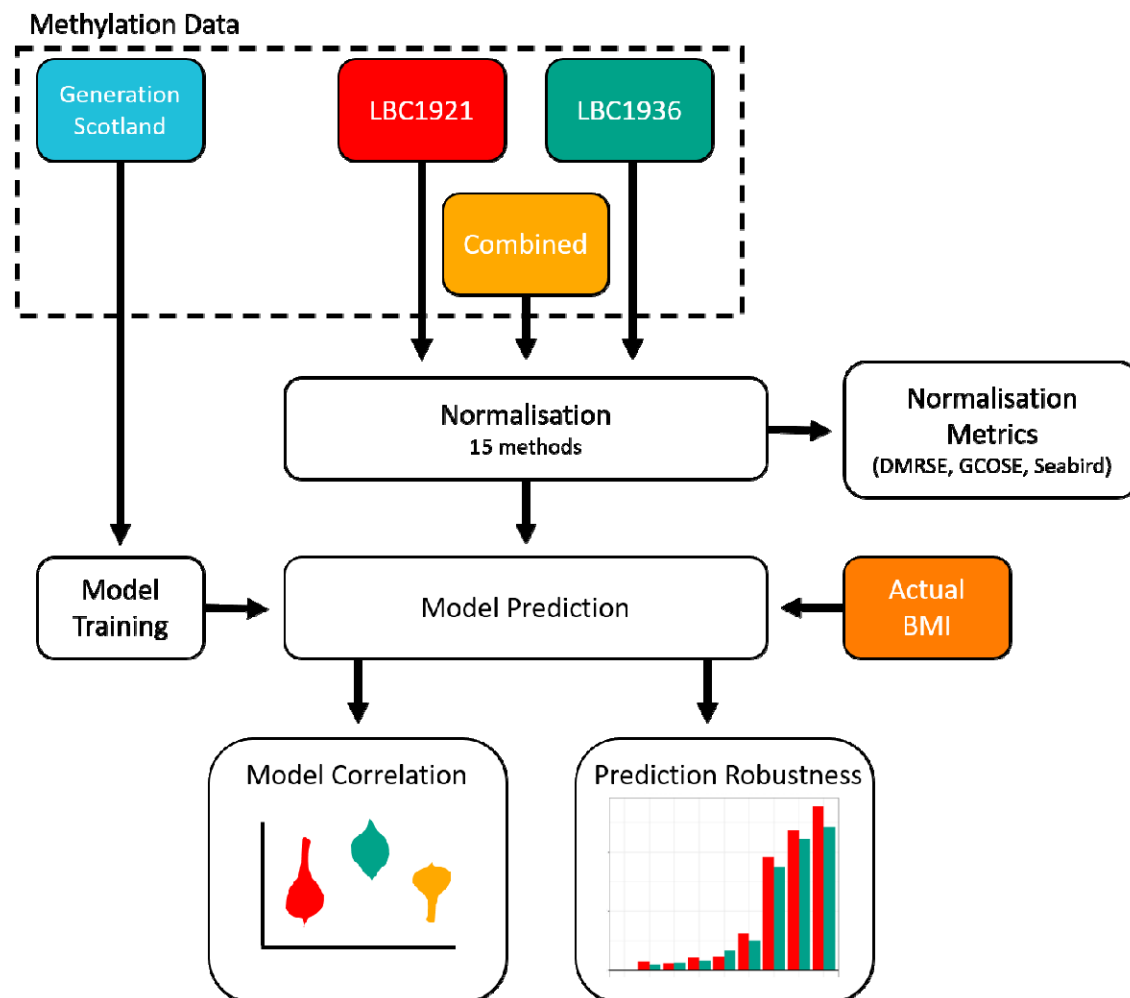 Methylation Data
Generation
Scotland
LBC1921
LBC1936
Combined
Normalisation
15 methods
Normalisation
Metrics
(DMRSE, GCOSE, Seabird)
Model
Training
Model Prediction
Actual
BMI
Model Correlation
Prediction Robustness